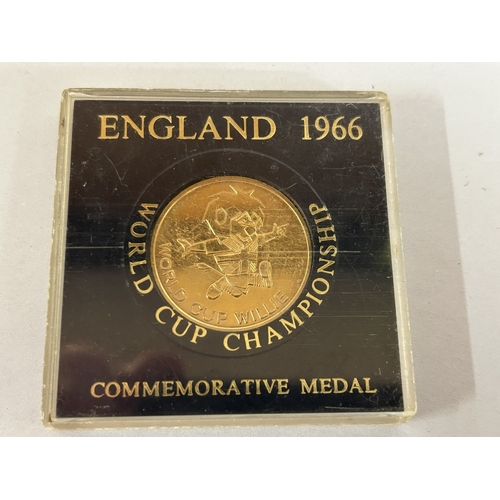 ENGLAND 1966
WORLD CUP CHAMPIONSHIP
WORLD CUP WILLIE
COMMEMORATIVE MEDAL